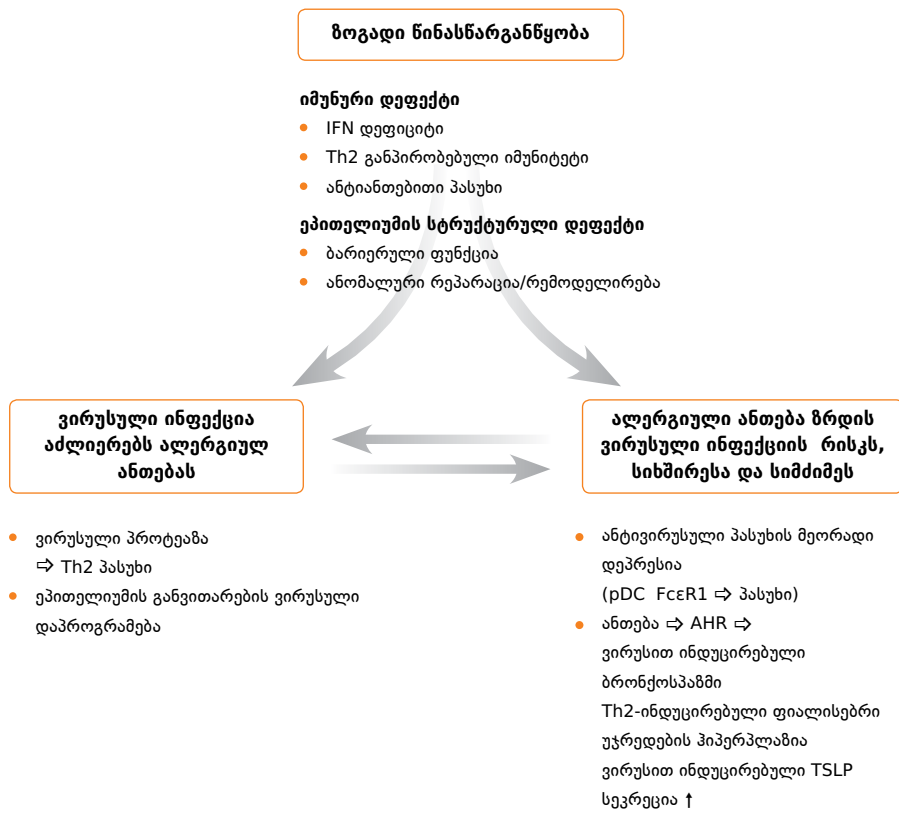 ზოგადი წინასწარგანწყობა
იმუნური დეფექტი
• IFN დეფიციტი
• Th2 განპირობებული იმუნიტეტი
• ანტიანთებითი პასუხი
ეპითელიუმის სტრუქტურული დეფექტი
• ბარიერული ფუნქცია
• ანომალური რეპარაცია/რემოდელირება
ვირუსული ინფექცია
აძლიერებს ალერგიულ
ანთებას
• ვირუსული პროტეაზა
⇨ Th2 პასუხი
• ეპითელიუმის განვითარების ვირუსული
დაპროგრამება
ალერგიული ანთება ზრდის
ვირუსული ინფექციის რისკს,
სიხშირესა და სიმძიმეს
• ანტივირუსული პასუხის მეორადი
დეპრესია
(pDC FcεR1 ⇨ პასუხი)
• ანთება ⇨ AHR ⇨
ვირუსით ინდუცირებული
ბრონქოსპაზმი
Th2-ინდუცირებული ფიალისებრი
უჯრედების ჰიპერპლაზია
ვირუსით ინდუცირებული TSLP
სეკრეცია ↑